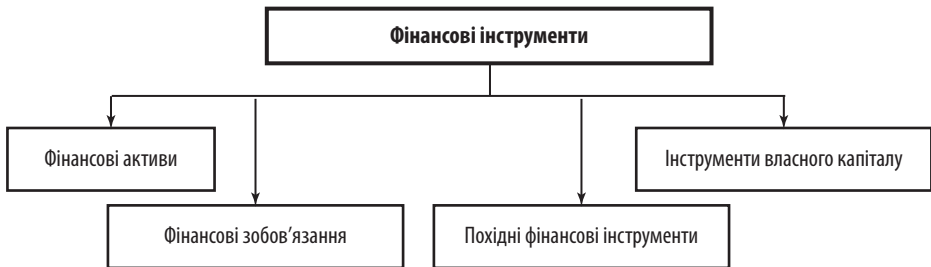 Фінансові інструменти
Фінансові активи
Інструменти власного капіталу
Фінансові зобов'язання
Похідні фінансові інструменти